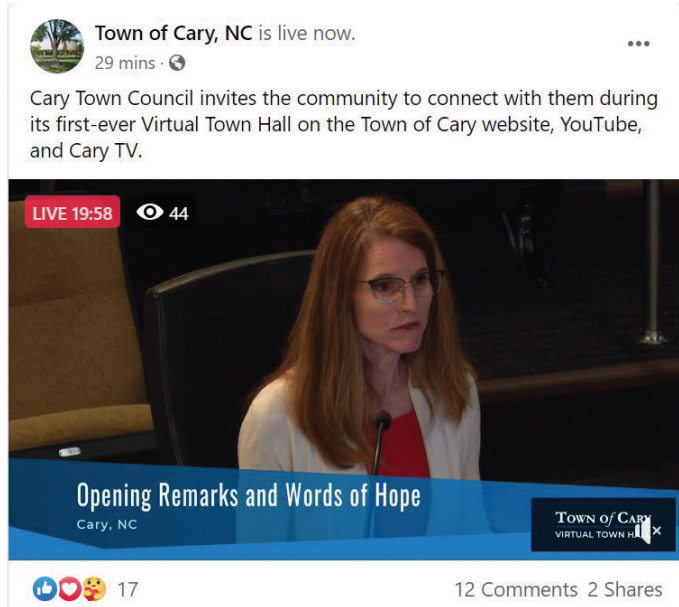 Town of Cary, NC is live now.
29 mins ·
Cary Town Council invites the community to connect with them during
its first-ever Virtual Town Hall on the Town of Cary website, YouTube,
and Cary TV.
LIVE 19:58 44
Opening Remarks and Words of Hope
Cary, NC
TOWN of CARY
VIRTUAL TOWN
17 12 Comments 2 Shares